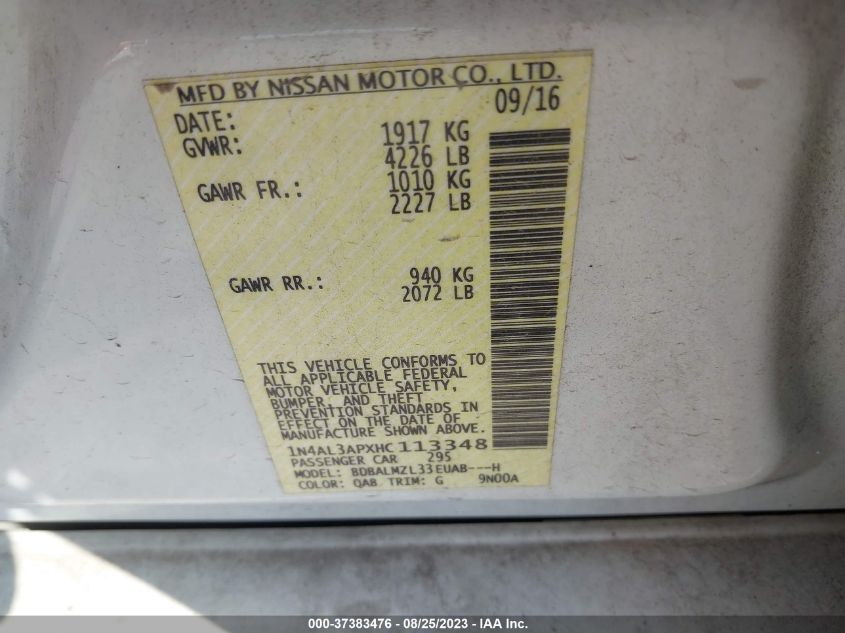 MFD BY NISSAN MOTOR CO., LTD.
DATE: 09/16
GVWR: 1917 KG
4226 LB
GAWR FR.: 1010 KG
2227 LB
GAWR RR.: 940 KG
2072 LB
THIS VEHICLE CONFORMS TO
ALL APPLICABLE FEDERAL
MOTOR VEHICLE SAFETY,
BUMPER, AND THEFT
PREVENTION STANDARDS IN
EFFECT ON THE DATE OF
MANUFACTURE SHOWN ABOVE.
1N4AL3APXHC 113348
PASSENGER CAR 295
MODEL: BDBALMZL33EUAB---H
COLOR: QAB TRIM: G 9N00A
000-37383476 - 08/25/2023 - IAA Inc.